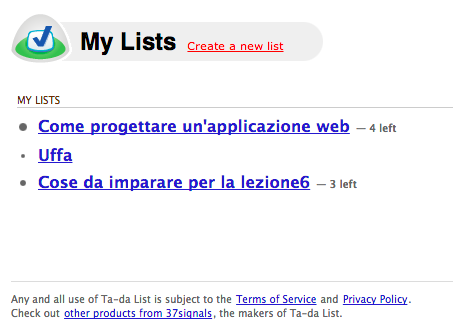 My Lists Create a new list
MY LISTS
Come progettare un'applicazione web — 4 left
Uffa
Cose da imparare per la lezione6 — 3 left
Any and all use of Ta-da List is subject to the Terms of Service and Privacy Policy.
Check out other products from 37signals, the makers of Ta-da List.